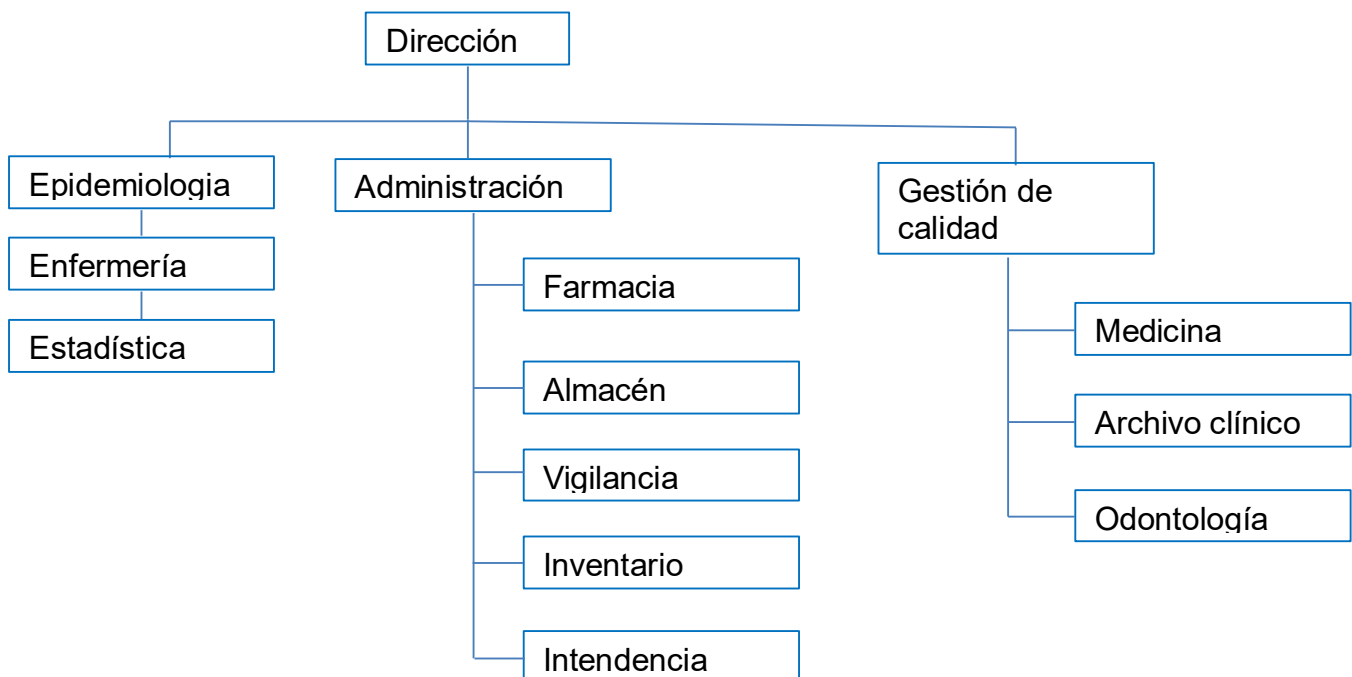 Dirección
Epidemiologia
Administración
Gestión de
calidad
Enfermería
Estadística
Farmacia
Almacén
Vigilancia
Inventario
Intendencia
Medicina
Archivo clínico
Odontología